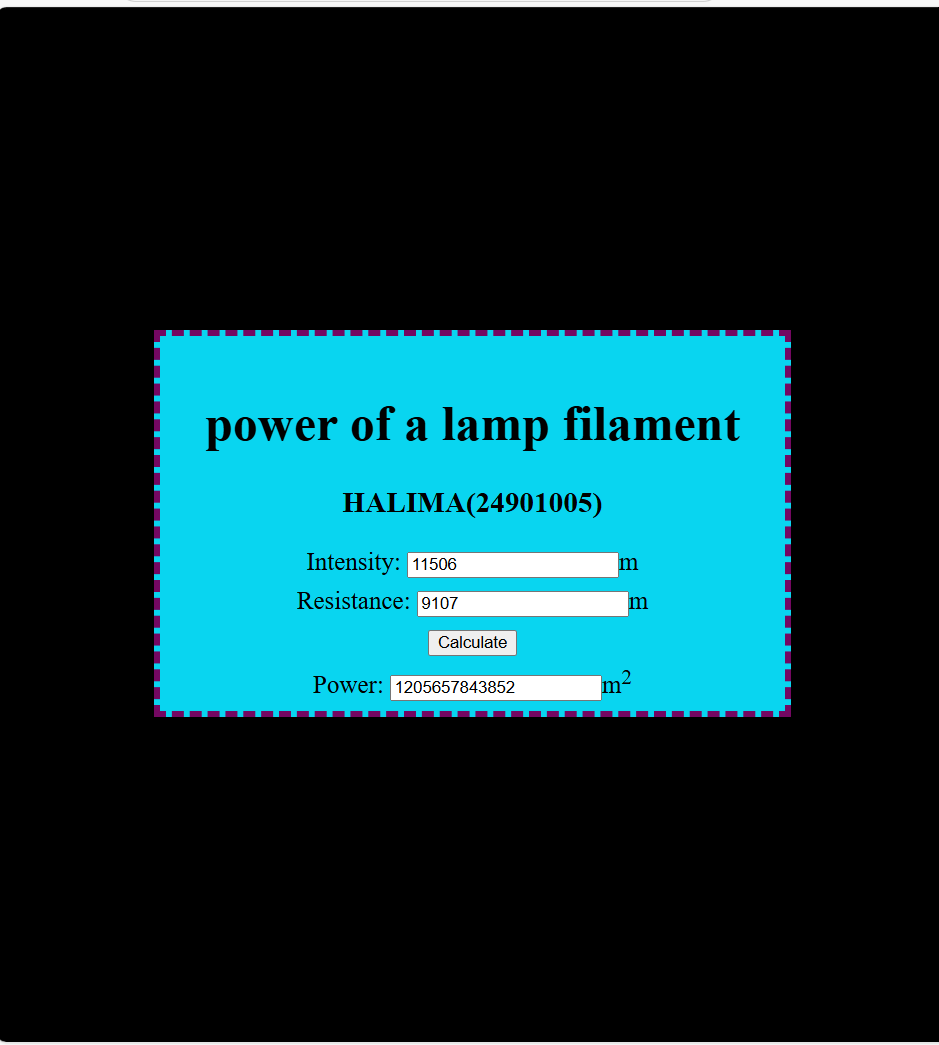 power of a lamp filament
HALIMA(24901005)
Intensity: 11506m
Resistance: 9107m
Calculate
Power: 1205657843852m²